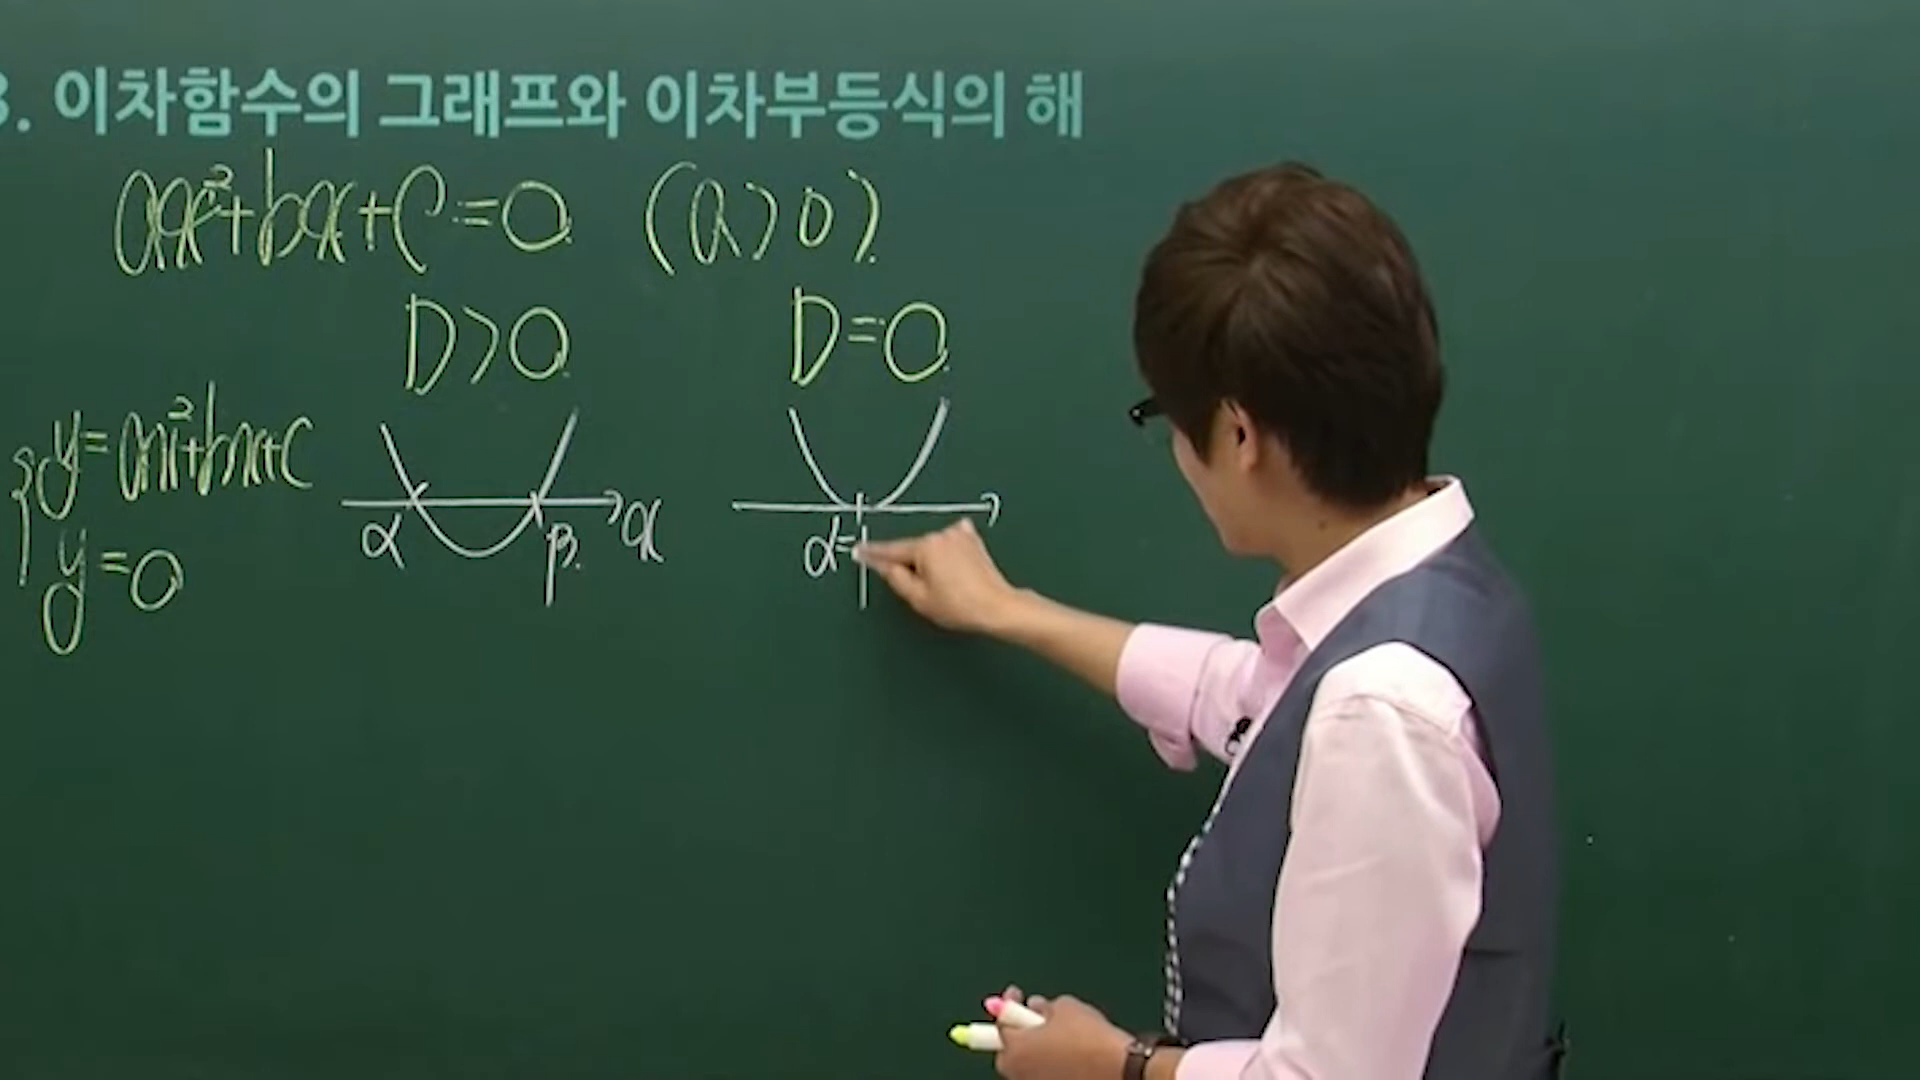 3. 이차함수의 그래프와 이차부등식의 해
ax²+bx+c=0 (a>0)
D>0 D=0
y=ax²+bx+c
y=0
α β x
α=